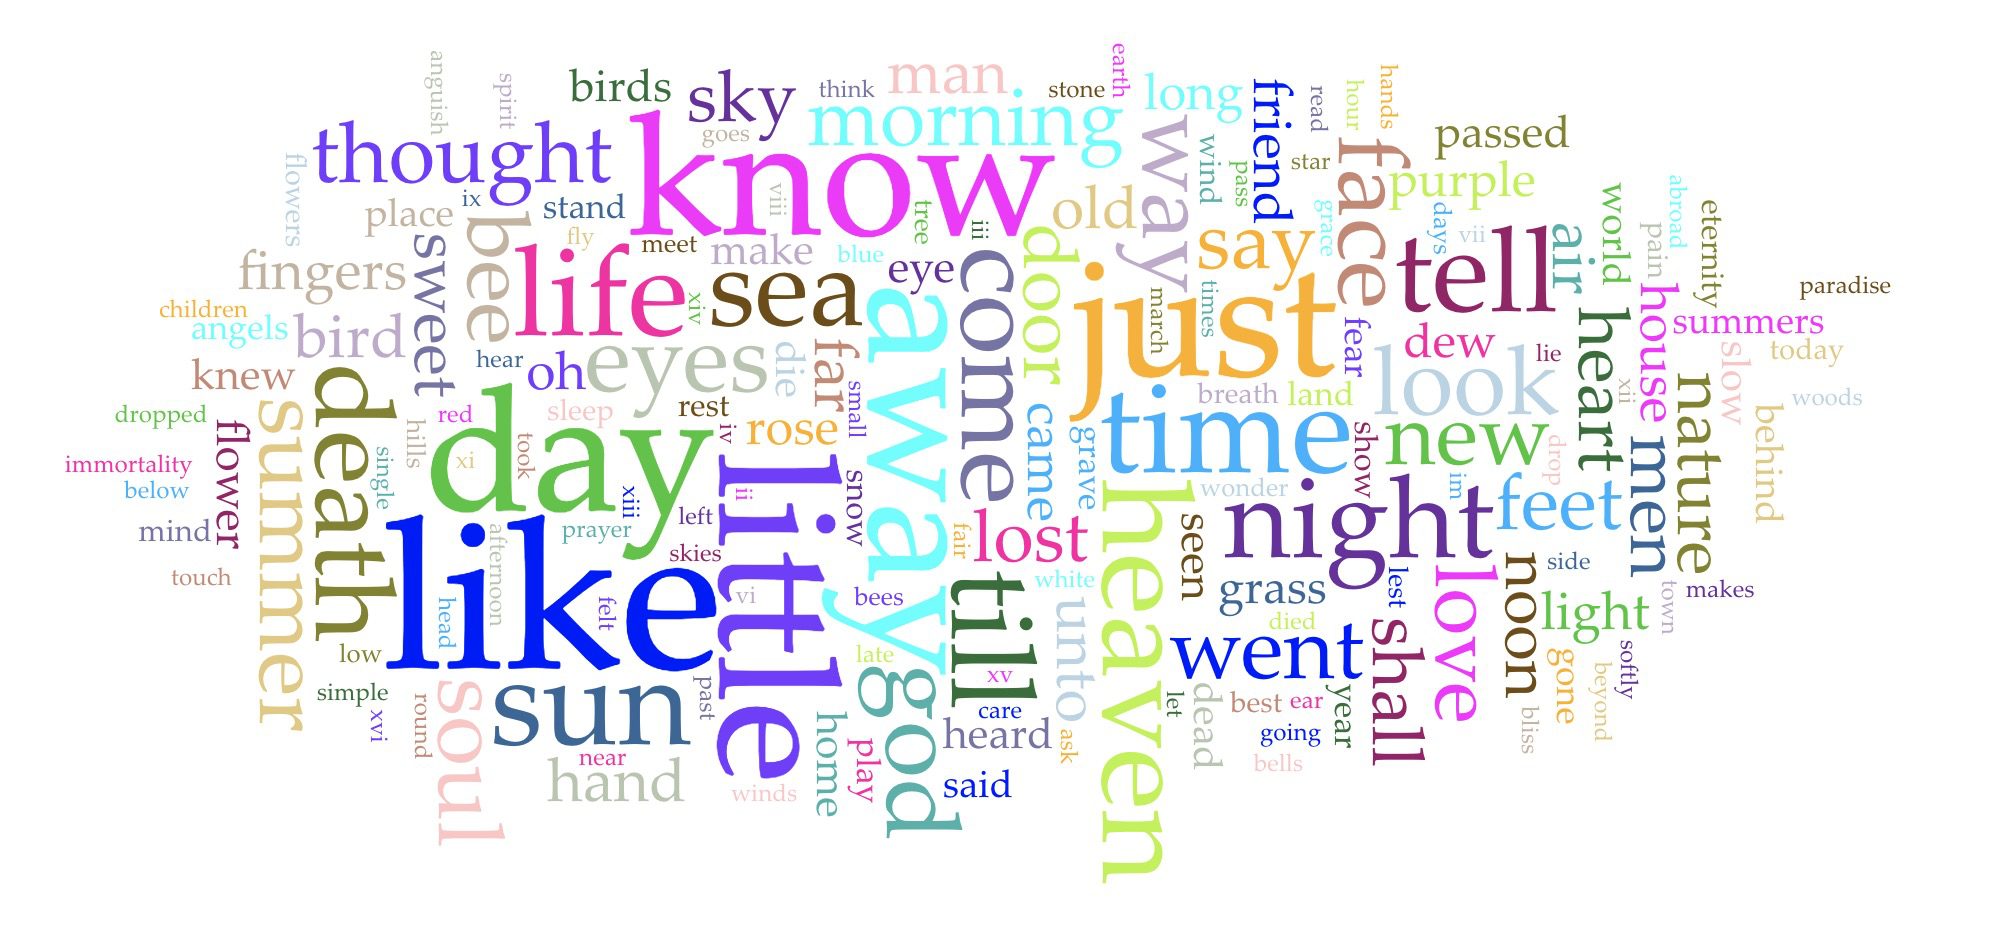 anguish
spirit
birds
sky
think
man
stone
earth
long
friend
read
hour
hands
morning
goes
know
thought
flowers
way
wind
pass
star
face
passed
purple
ix
stand
place
bee
sweet
fly
meet
viii
make
tree
blue
iii
old
door
say
grace
days
vii
tell
air
world
pain
abroad
eternity
paradise
fingers
children
angels
bird
life
xiv
sea
eye
come
away
just
march
times
fear
dew
lie
heart
house
summers
today
slow
woods
knew
hear
oh
eyes
die
far
small
rest
iv
rose
sleep
red
took
day
xi
hills
single
death
summer
flower
dropped
immortality
below
mind
touch
came
grave
time
breath
land
look
show
new
drop
xii
men
nature
behind
wonder
night
im
feet
seen
heaven
lost
fair
snow
little
ii
xiii
left
prayer
skies
afternoon
like
head
felt
vi
bees
white
till
xv
unto
grass
died
lest
love
noon
side
light
town
makes
went
shall
gone
beyond
softly
bliss
low
simple
xvi
round
soul
sun
past
near
hand
winds
home
play
late
god
care
heard
said
ask
dead
let
best
ear
year
going
bells